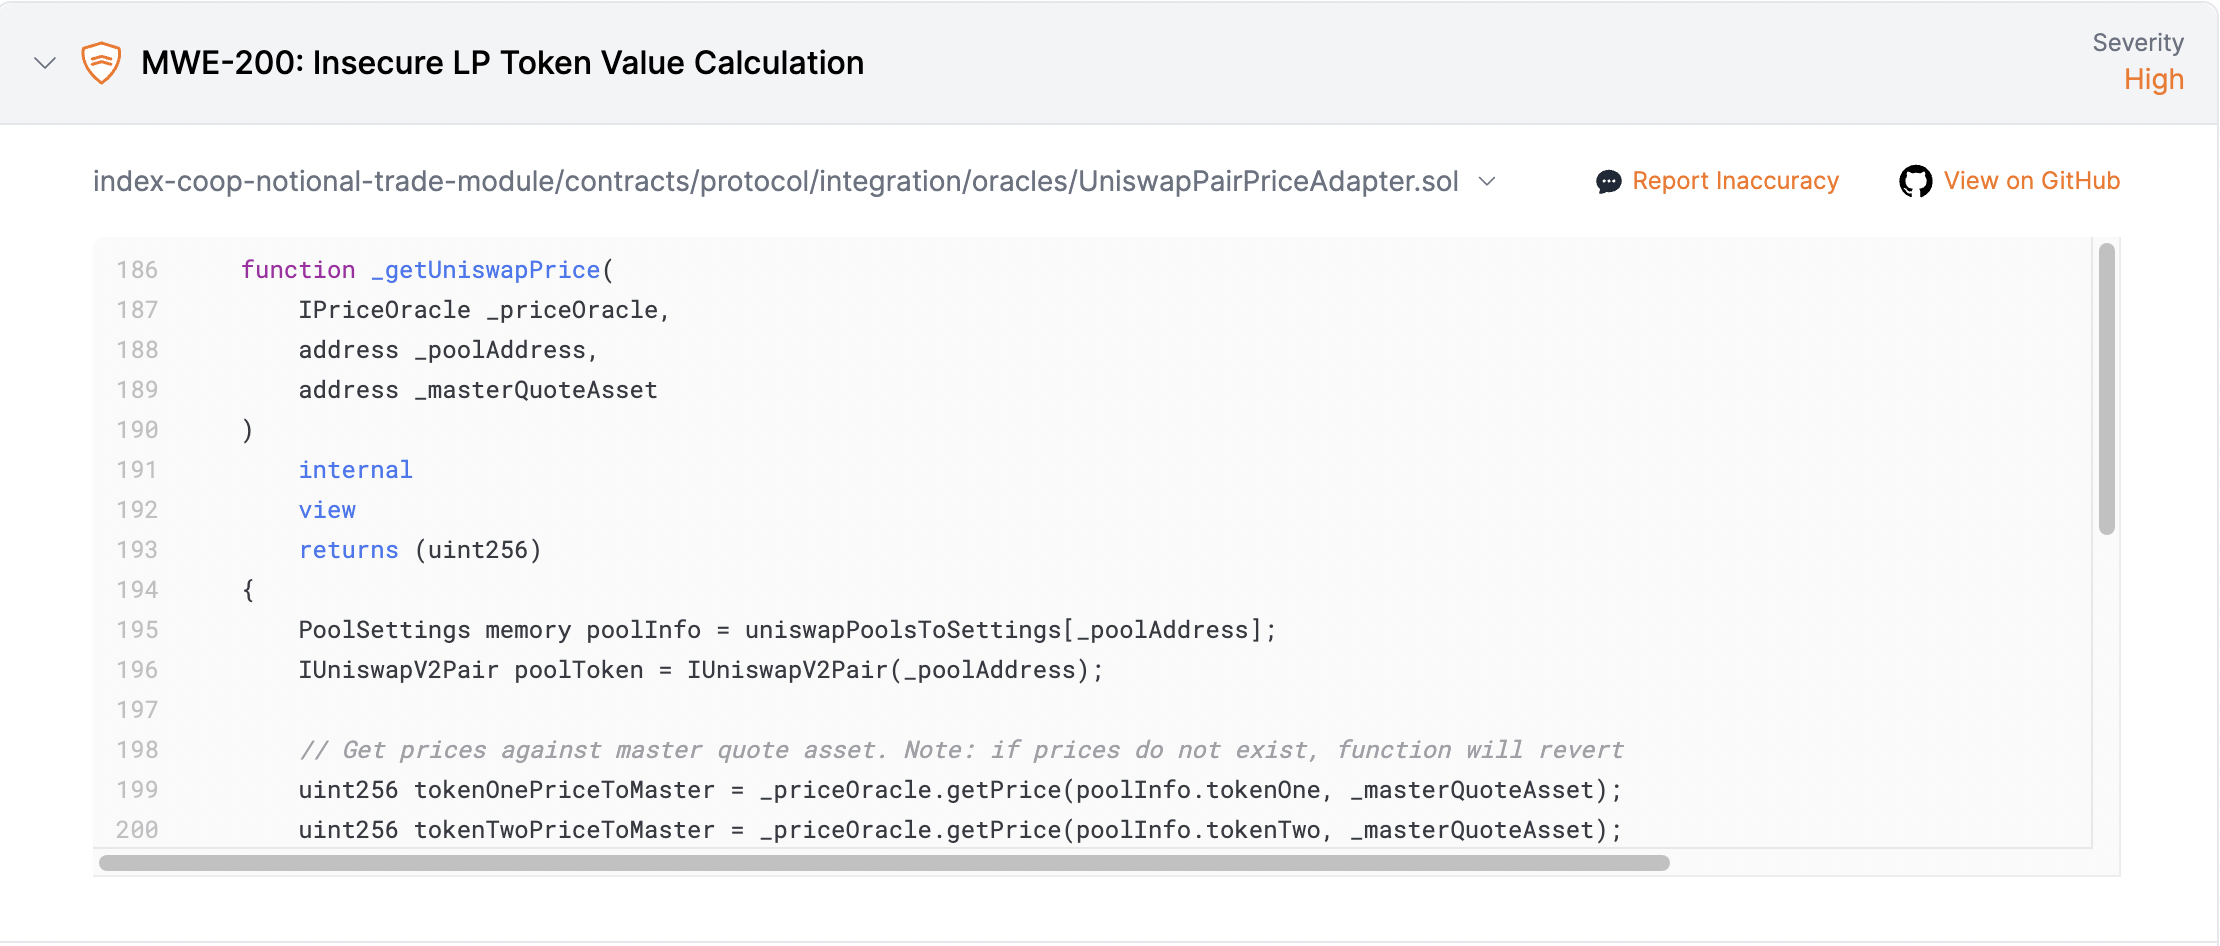 MWE-200: Insecure LP Token Value Calculation
Severity
High
index-coop-notional-trade-module/contracts/protocol/integration/oracles/UniswapPairPriceAdapter.sol
Report Inaccuracy
View on GitHub
186 function _getUniswapPrice(
187 IPriceOracle _priceOracle,
188 address _poolAddress,
189 address _masterQuoteAsset
190 )
191 internal
192 view
193 returns (uint256)
194 {
195 PoolSettings memory poolInfo = uniswapPoolsToSettings[_poolAddress];
196 IUniswapV2Pair poolToken = IUniswapV2Pair(_poolAddress);
197
198 // Get prices against master quote asset. Note: if prices do not exist, function will revert
199 uint256 tokenOnePriceToMaster = _priceOracle.getPrice(poolInfo.tokenOne, _masterQuoteAsset);
200 uint256 tokenTwoPriceToMaster = _priceOracle.getPrice(poolInfo.tokenTwo, _masterQuoteAsset);